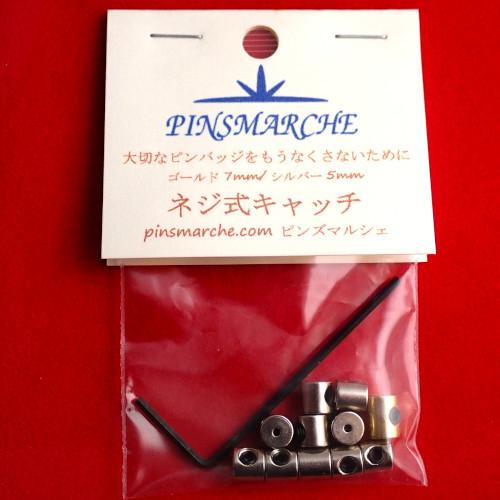 PINSMARCHE
大切なピンバッジをもうなくさないために
ゴールド 7mm/ シルバー 5mm
ネジ式キャッチ
pinsmarche.com ピンズマルシェ